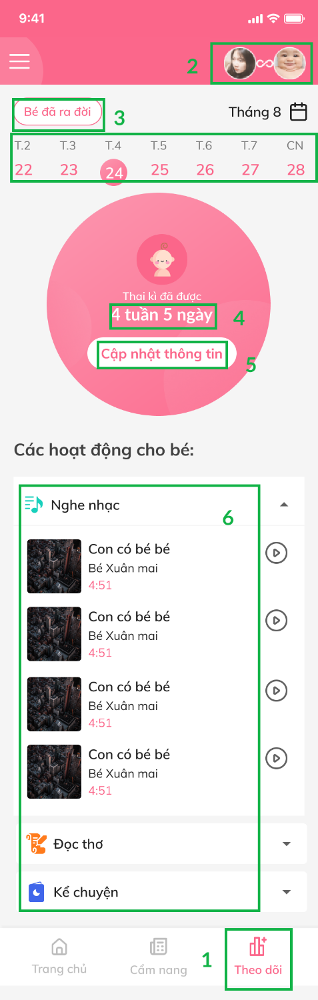 9:41
2
Bé đã ra đời
3
Tháng 8
T.2 T.3 T.4 T.5 T.6 T.7 CN
22 23 24 25 26 27 28
Thai kì đã được
4 tuần 5 ngày
4
Cập nhật thông tin
5
Các hoạt động cho bé:
Nghe nhạc
6
Con có bé bé
Bé Xuân mai
4:51
Con có bé bé
Bé Xuân mai
4:51
Con có bé bé
Bé Xuân mai
4:51
Con có bé bé
Bé Xuân mai
4:51
Đọc thơ
Kể chuyện
Trang chủ
Cẩm nang
1
Theo dõi